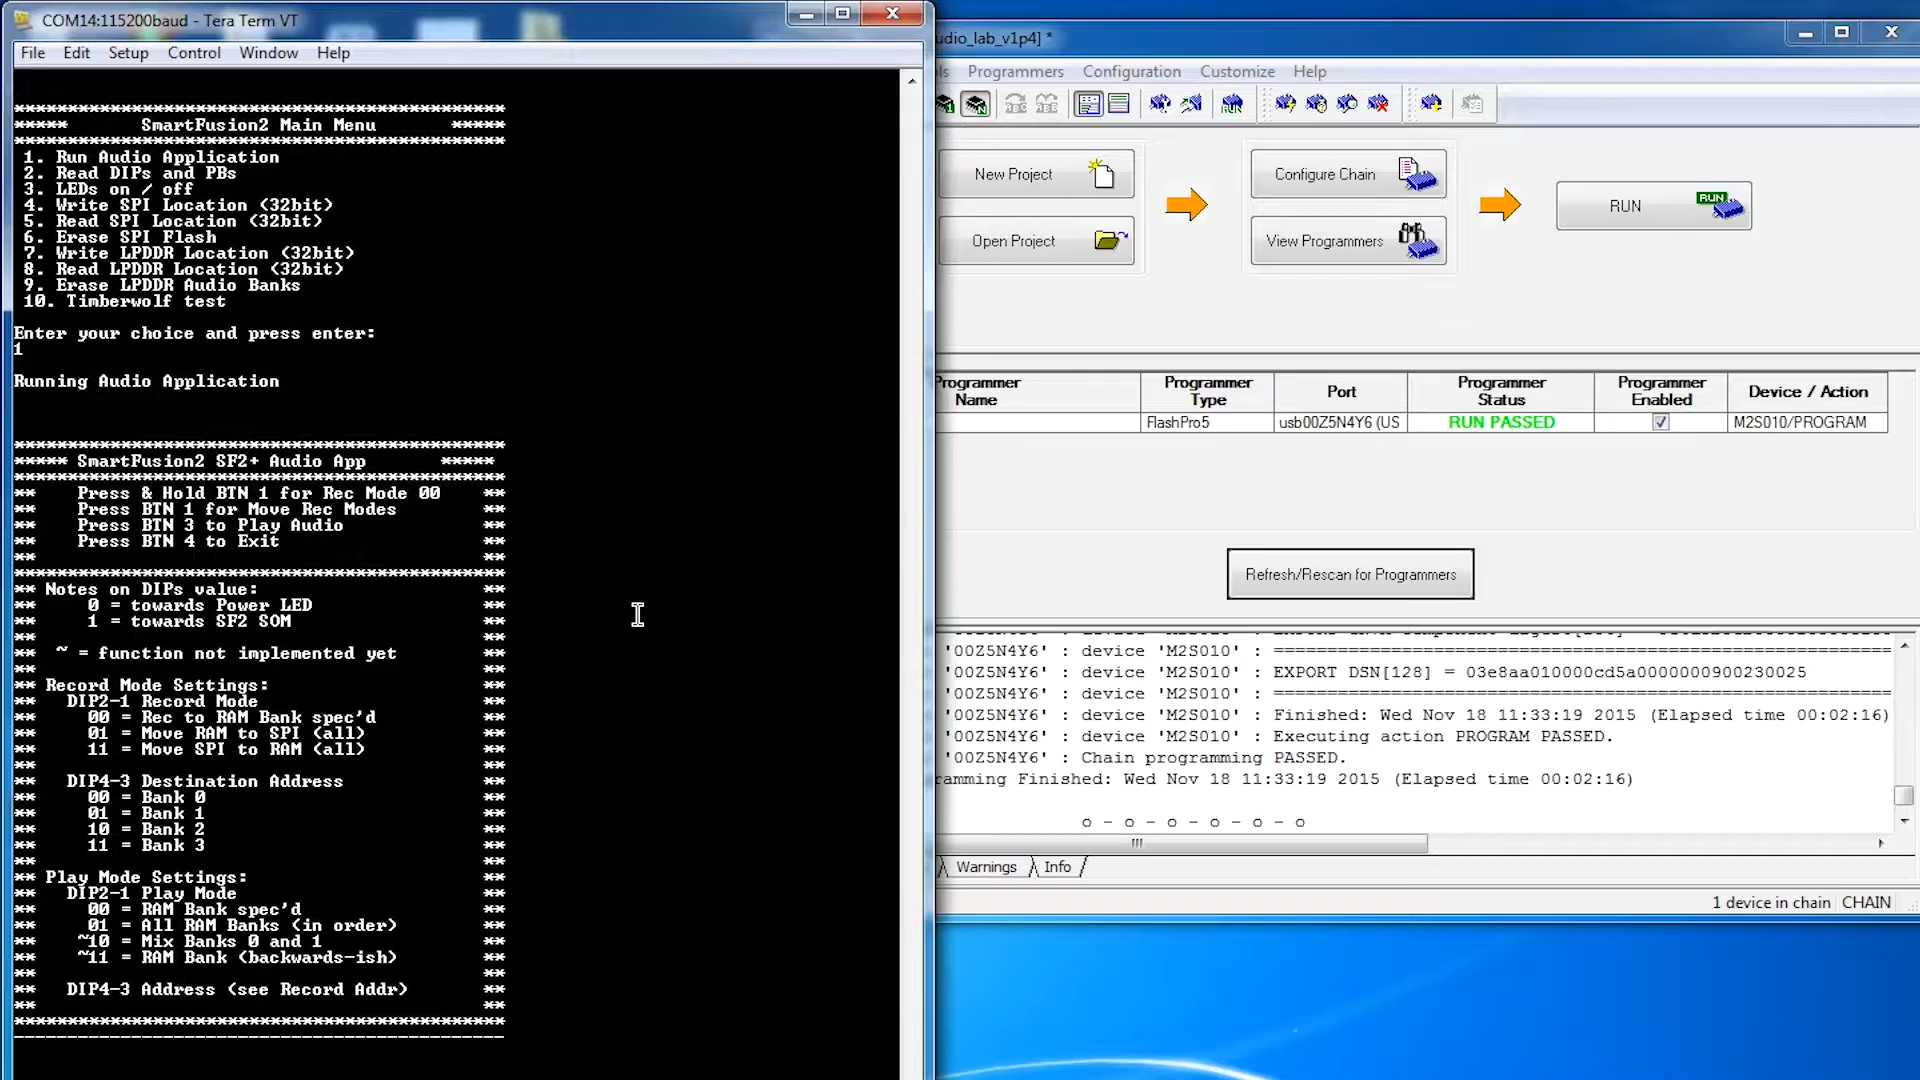 COM14:115200baud - Tera Term VT
File Edit Setup Control Window Help
*********************************************
***** SmartFusion2 Main Menu *****
*********************************************
1. Run Audio Application
2. Read DIPs and PBs
3. LEDs on / off
4. Write SPI Location (32bit)
5. Read SPI Location (32bit)
6. Erase SPI Flash
7. Write LPDDR Location (32bit)
8. Read LPDDR Location (32bit)
9. Erase LPDDR Audio Banks
10. Timberwolf test
Enter your choice and press enter:
1
Running Audio Application
*********************************************
***** SmartFusion2 SF2+ Audio App *****
*********************************************
** Press & Hold BTN 1 for Rec Mode 00 **
** Press BTN 1 for Move Rec Modes **
** Press BTN 3 to Play Audio **
** Press BTN 4 to Exit **
** **
*********************************************
** Notes on DIPs value: **
** 0 = towards Power LED **
** 1 = towards SF2 SOM **
** **
** ~ = function not implemented yet **
** **
** Record Mode Settings: **
** DIP2-1 Record Mode **
** 00 = Rec to RAM Bank spec'd **
** 01 = Move RAM to SPI (all) **
** 11 = Move SPI to RAM (all) **
** **
** DIP4-3 Destination Address **
** 00 = Bank 0 **
** 01 = Bank 1 **
** 10 = Bank 2 **
** 11 = Bank 3 **
** **
** Play Mode Settings: **
** DIP2-1 Play Mode **
** 00 = RAM Bank spec'd **
** 01 = All RAM Banks (in order) **
** ~10 = Mix Banks 0 and 1 **
** ~11 = RAM Bank (backwards-ish) **
** **
** DIP4-3 Address (see Record Addr) **
** **
*********************************************
----------------------------------------------
udio_lab_v1p4] *
ls Programmers Configuration Customize Help
New Project
Configure Chain
RUN
RUN
Open Project
View Programmers
Programmer Name
Programmer Type
Port
Programmer Status
Programmer Enabled
Device / Action
FlashPro5 usb00Z5N4Y6 (US RUN PASSED M2S010/PROGRAM
Refresh/Rescan for Programmers
'00Z5N4Y6' : device 'M2S010' : ==========================================================
'00Z5N4Y6' : device 'M2S010' : EXPORT DSN[128] = 03e8aa010000cd5a0000000900230025
'00Z5N4Y6' : device 'M2S010' : ==========================================================
'00Z5N4Y6' : device 'M2S010' : Finished: Wed Nov 18 11:33:19 2015 (Elapsed time 00:02:16)
'00Z5N4Y6' : device 'M2S010' : Executing action PROGRAM PASSED.
'00Z5N4Y6' : Chain programming PASSED.
ramming Finished: Wed Nov 18 11:33:19 2015 (Elapsed time 00:02:16)
o - o - o - o - o - o
Warnings Info
1 device in chain CHAIN